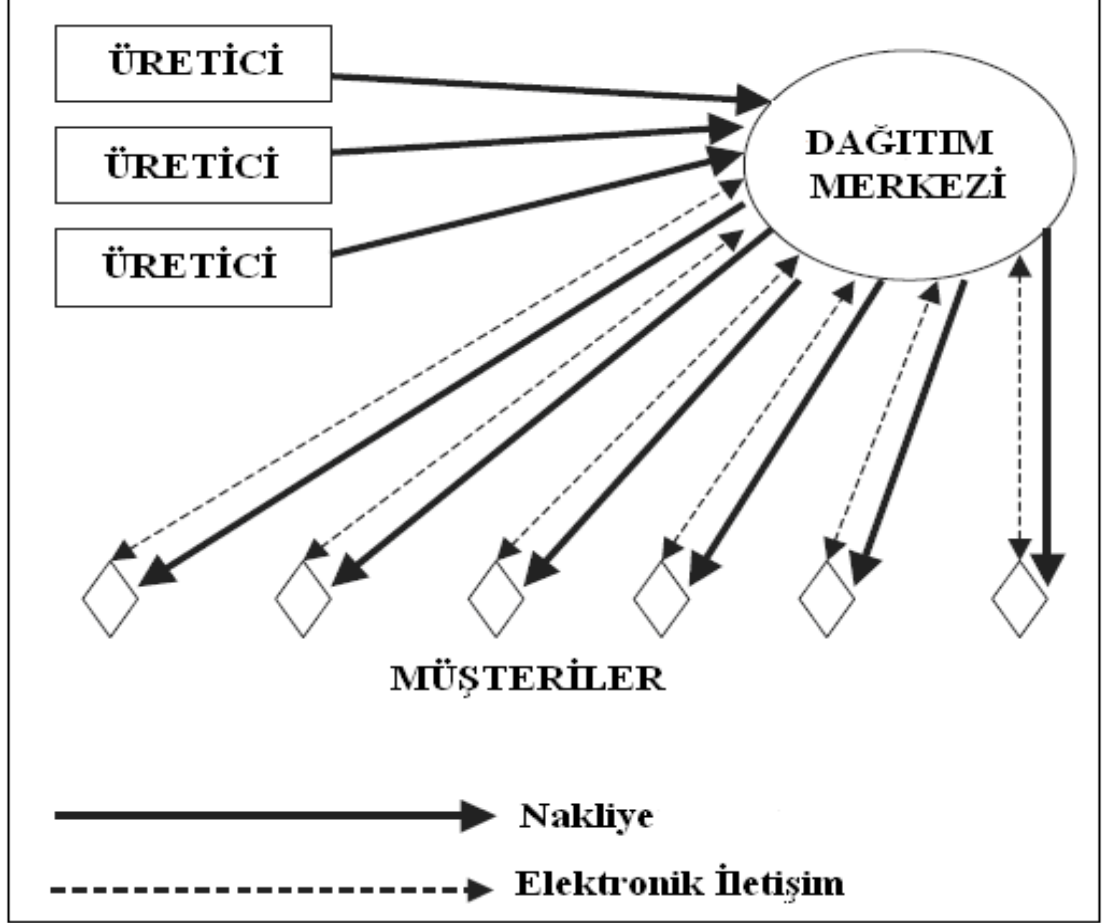 ÜRETİCİ
ÜRETİCİ
ÜRETİCİ
DAĞITIM
MERKEZİ
MÜŞTERİLER
Nakliye
Elektronik İletişim